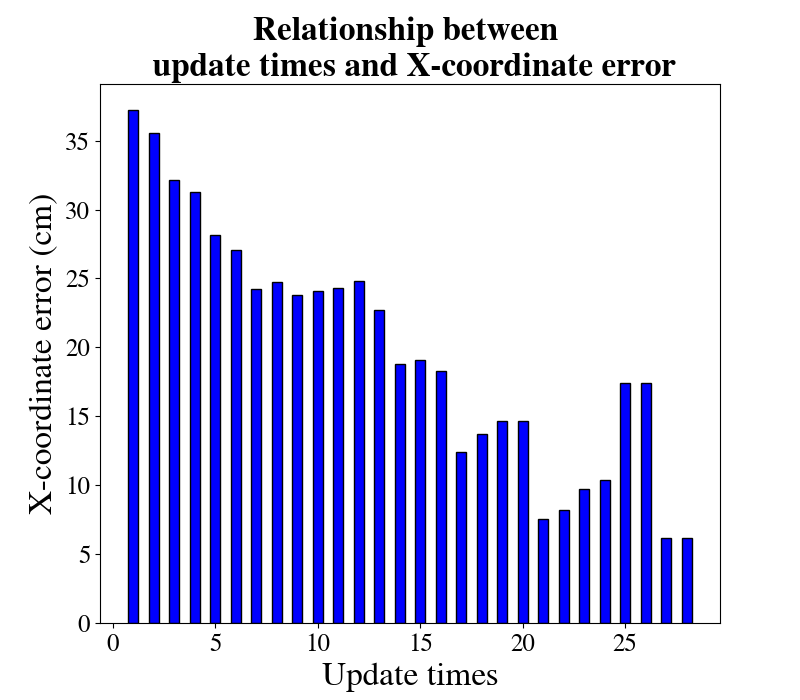 Relationship between
update times and X-coordinate error
X-coordinate error (cm)
35
30
25
20
15
10
5
0
0 5 10 15 20 25
Update times